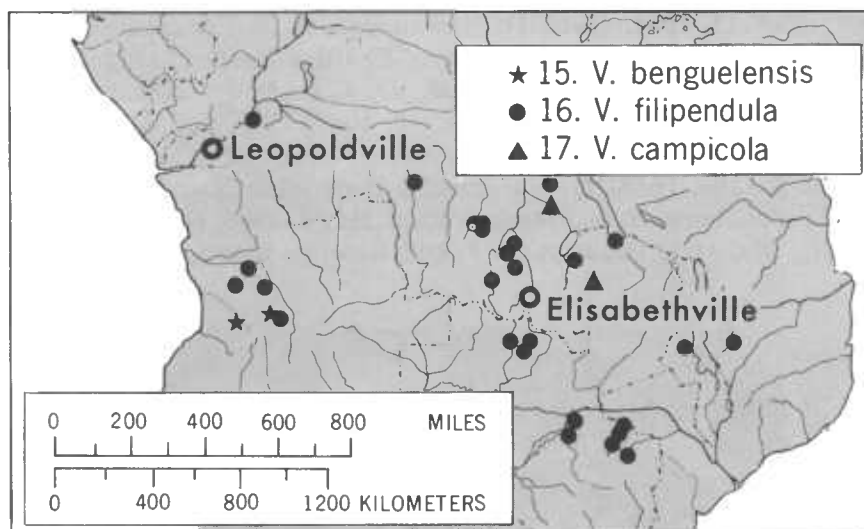 15. V. benguelensis
16. V. filipendula
17. V. campicola
Leopoldville
Elisabethville
0 200 400 600 800 MILES
0 400 800 1200 KILOMETERS